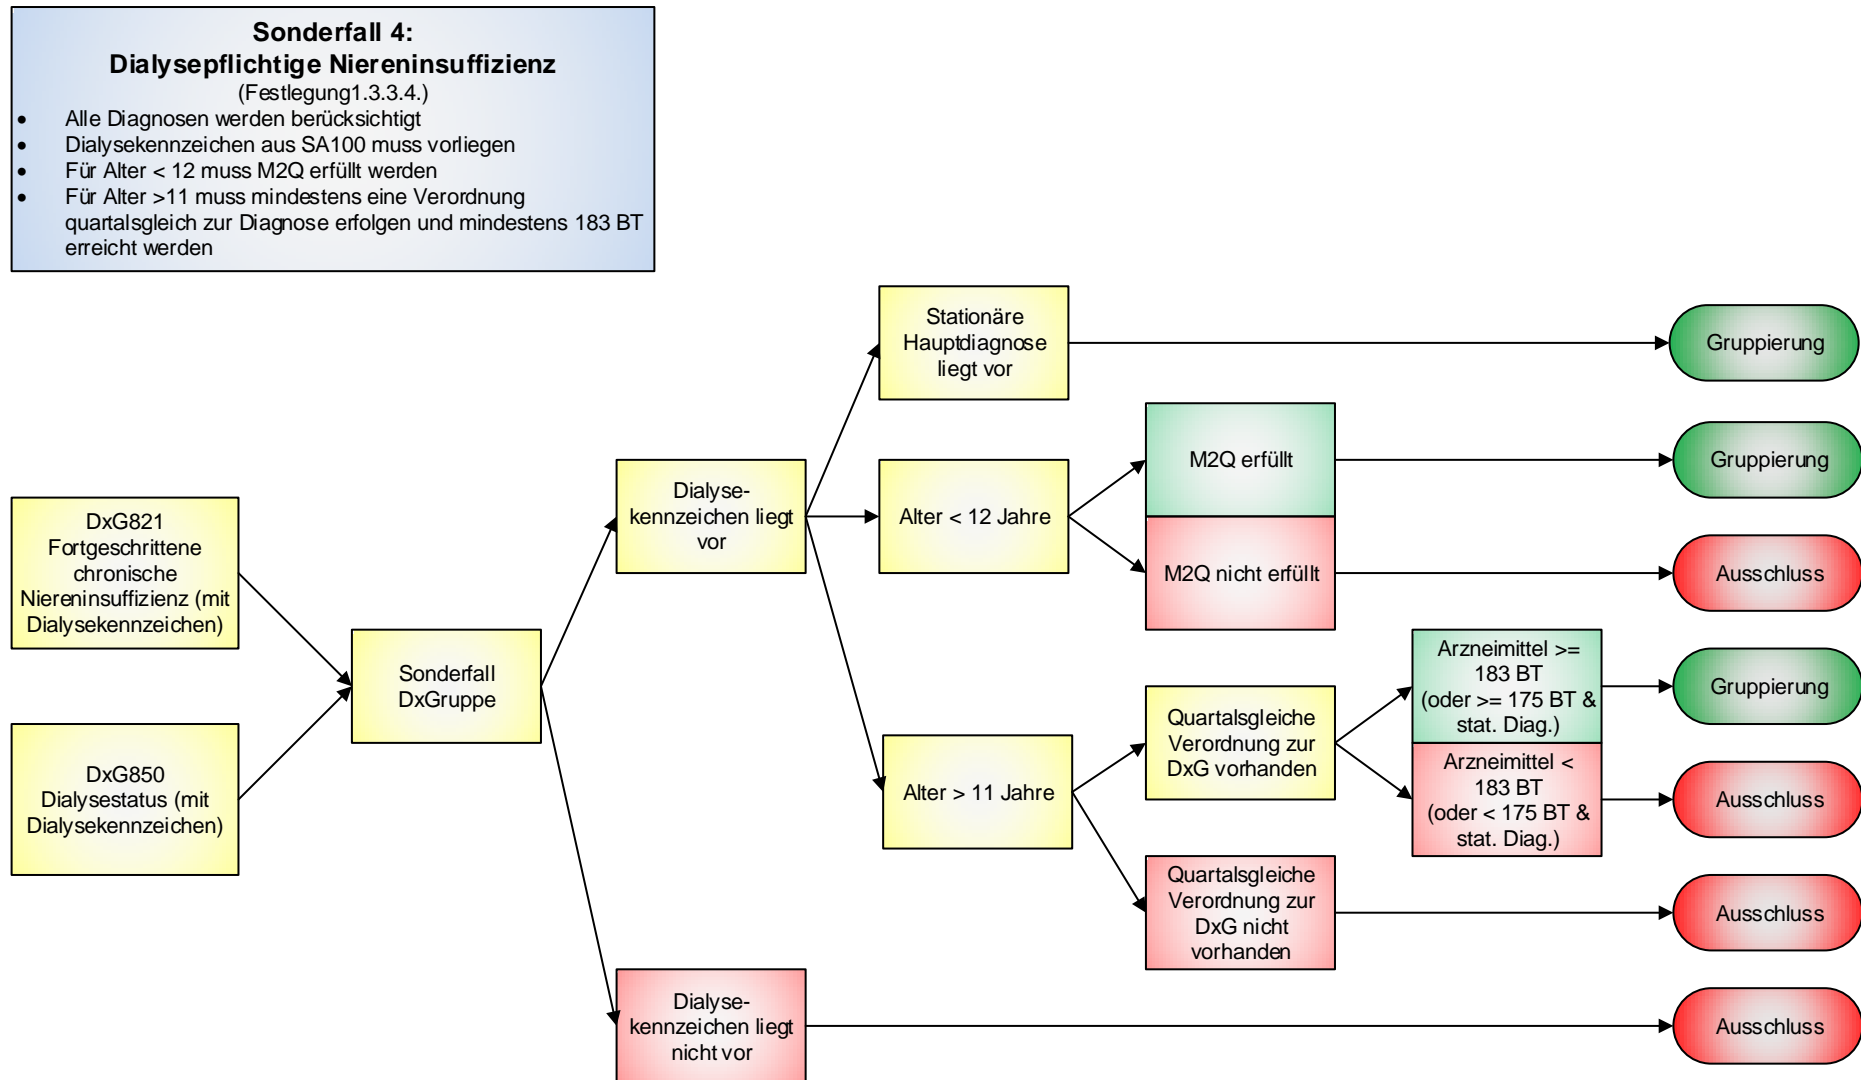 Sonderfall 4:
Dialysepflichtige Niereninsuffizienz
(Festlegung1.3.3.4.)
• Alle Diagnosen werden berücksichtigt
• Dialysekennzeichen aus SA100 muss vorliegen
• Für Alter < 12 muss M2Q erfüllt werden
• Für Alter >11 muss mindestens eine Verordnung
quartalsgleich zur Diagnose erfolgen und mindestens 183 BT
erreicht werden
DxG821
Fortgeschrittene
chronische
Niereninsuffizienz (mit
Dialysekennzeichen)
DxG850
Dialysestatus (mit
Dialysekennzeichen)
Sonderfall
DxGruppe
Dialyse-
kennzeichen liegt
vor
Dialyse-
kennzeichen liegt
nicht vor
Stationäre
Hauptdiagnose
liegt vor
Alter < 12 Jahre
Alter > 11 Jahre
M2Q erfüllt
M2Q nicht erfüllt
Quartalsgleiche
Verordnung zur
DxG vorhanden
Quartalsgleiche
Verordnung zur
DxG nicht
vorhanden
Arzneimittel >=
183 BT
(oder >= 175 BT &
stat. Diag.)
Arzneimittel <
183 BT
(oder < 175 BT &
stat. Diag.)
Gruppierung
Gruppierung
Ausschluss
Gruppierung
Ausschluss
Ausschluss
Ausschluss